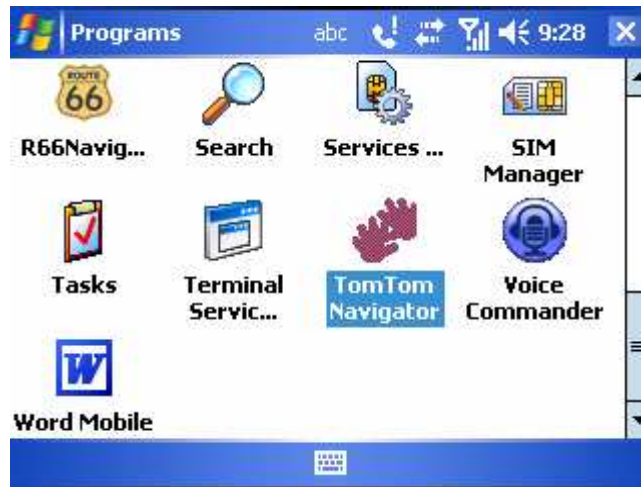 Programs abc 9:28
ROUTE
66
R66Navig... Search Services ... SIM
Manager
Tasks Terminal
Servic... TomTom
Navigator Voice
Commander
W
Word Mobile